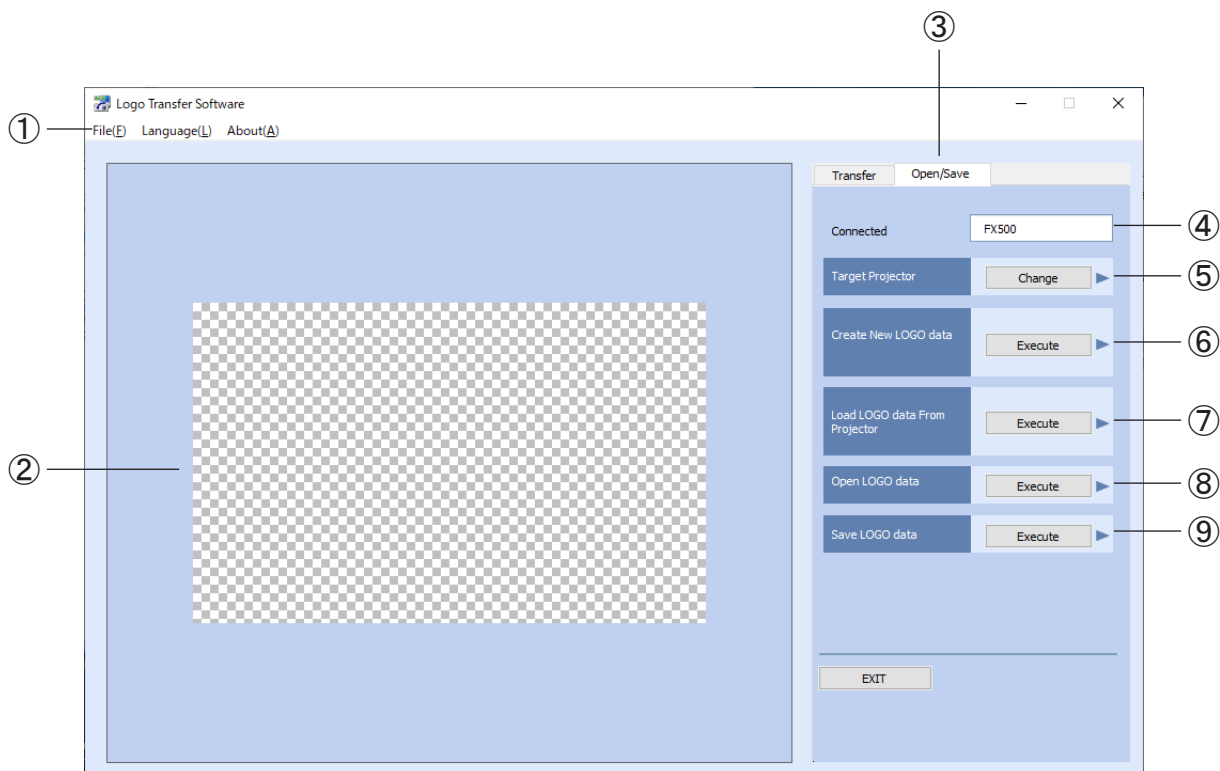 ③
Logo Transfer Software
①
File(F) Language(L) About(A)
Transfer Open/Save
Connected FX500 ④
Target Projector Change ⑤
Create New LOGO data Execute ⑥
Load LOGO data From
Projector Execute ⑦
②
Open LOGO data Execute ⑧
Save LOGO data Execute ⑨
EXIT